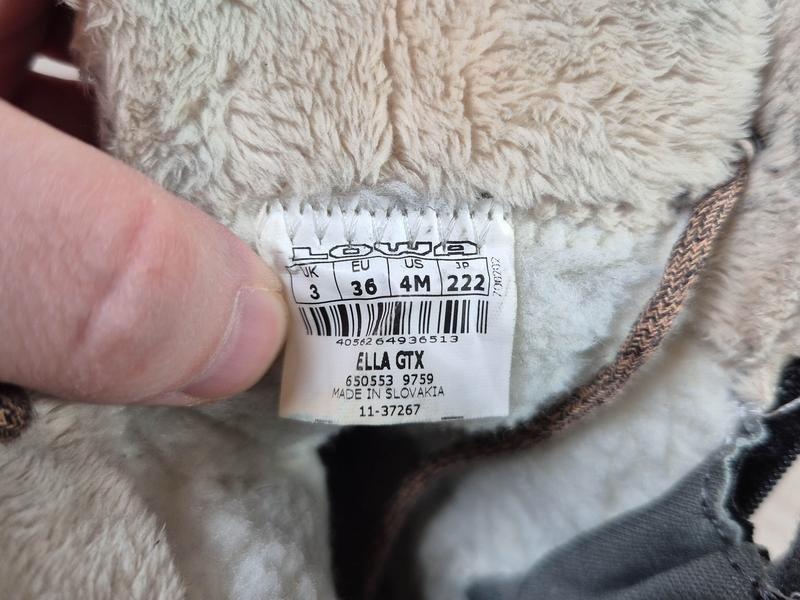 LOWA
UK EU US JP
3 36 4M 222
4056264936513
ELLA GTX
650553 9759
MADE IN SLOVAKIA
11-37267